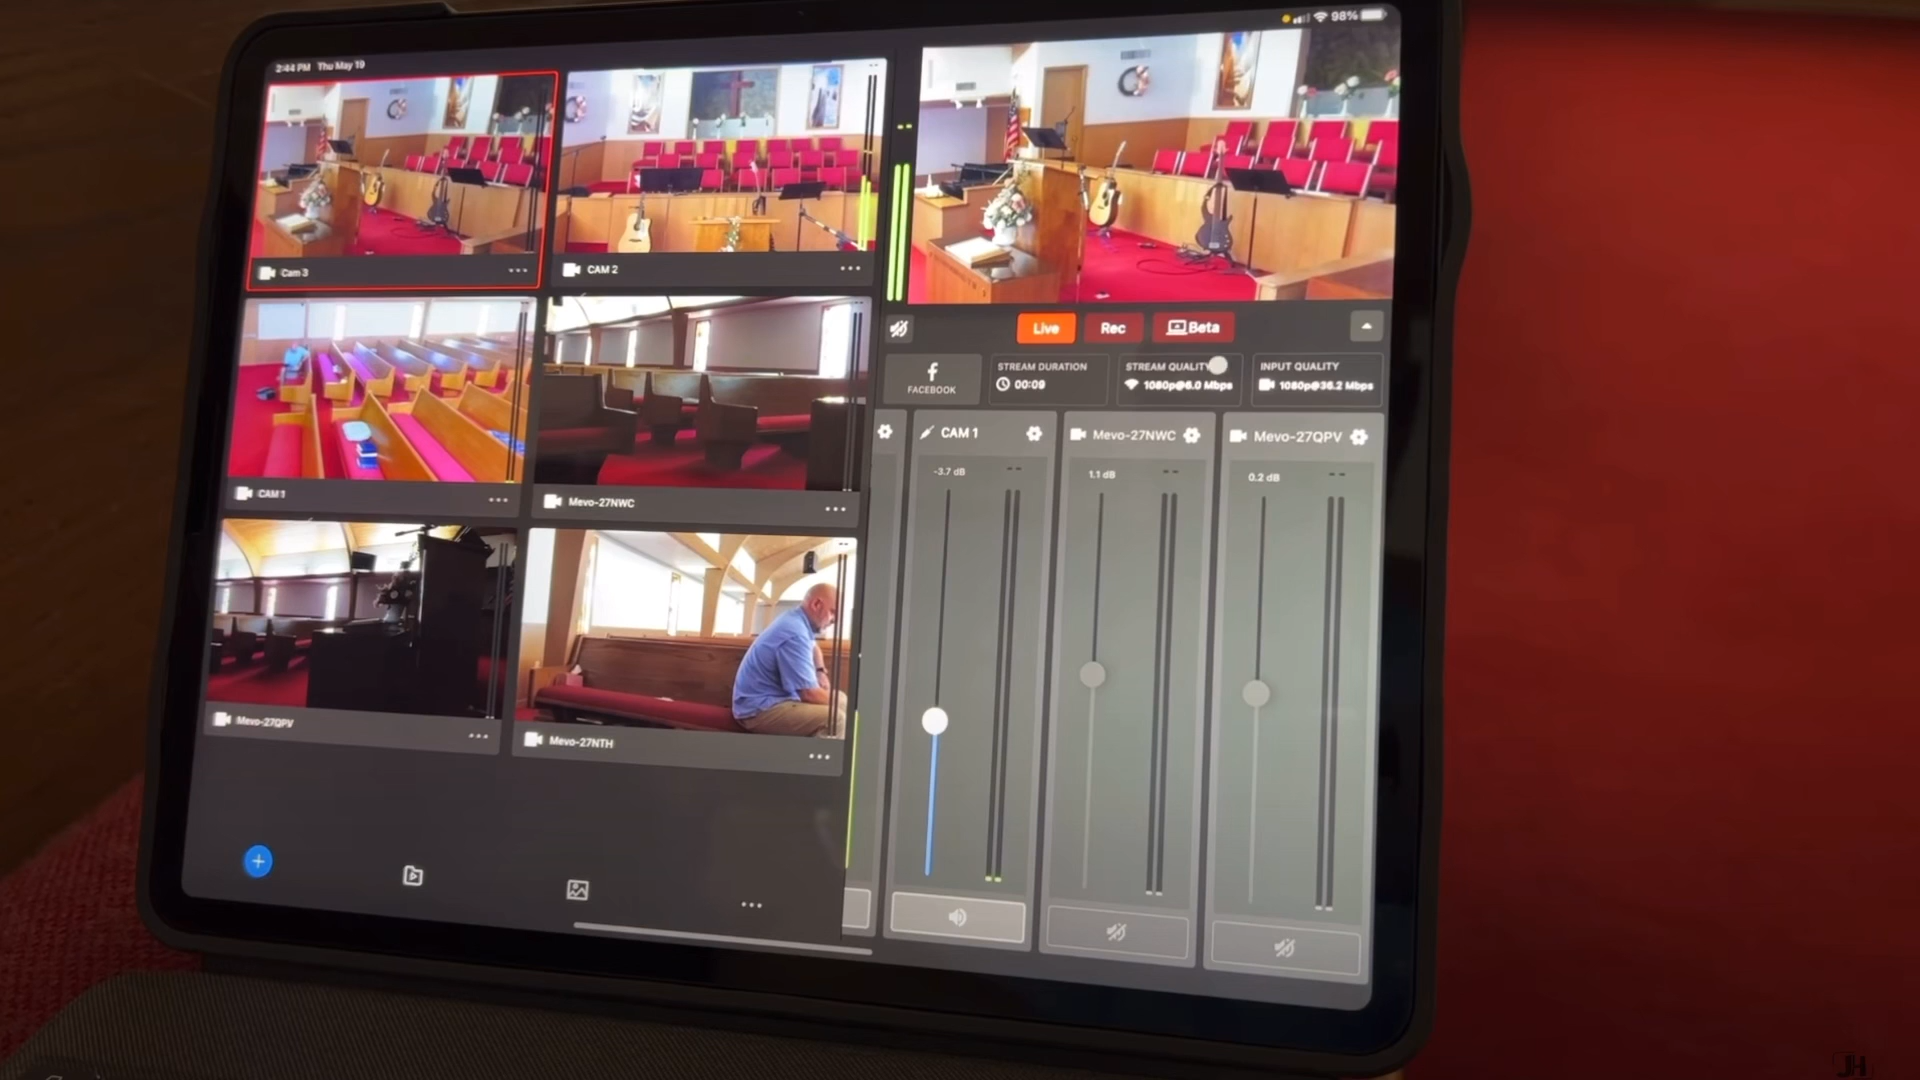 2:44 PM Thu May 19
98%
Cam 3
CAM 2
CAM 1
Mevo-27NWC
Mevo-27QPV
Mevo-27NTH
Live
Rec
Beta
FACEBOOK
STREAM DURATION
00:09
STREAM QUALITY
1080p@6.0 Mbps
INPUT QUALITY
1080p@36.2 Mbps
CAM 1
Mevo-27NWC
Mevo-27QPV
-3.7 dB
1.1 dB
0.2 dB
JH